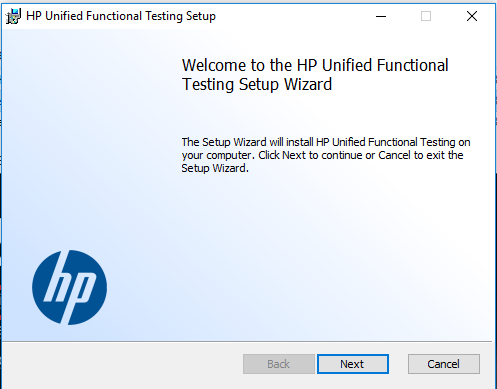 HP Unified Functional Testing Setup
Welcome to the HP Unified Functional
Testing Setup Wizard
The Setup Wizard will install HP Unified Functional Testing on
your computer. Click Next to continue or Cancel to exit the
Setup Wizard.
hp
Back Next Cancel